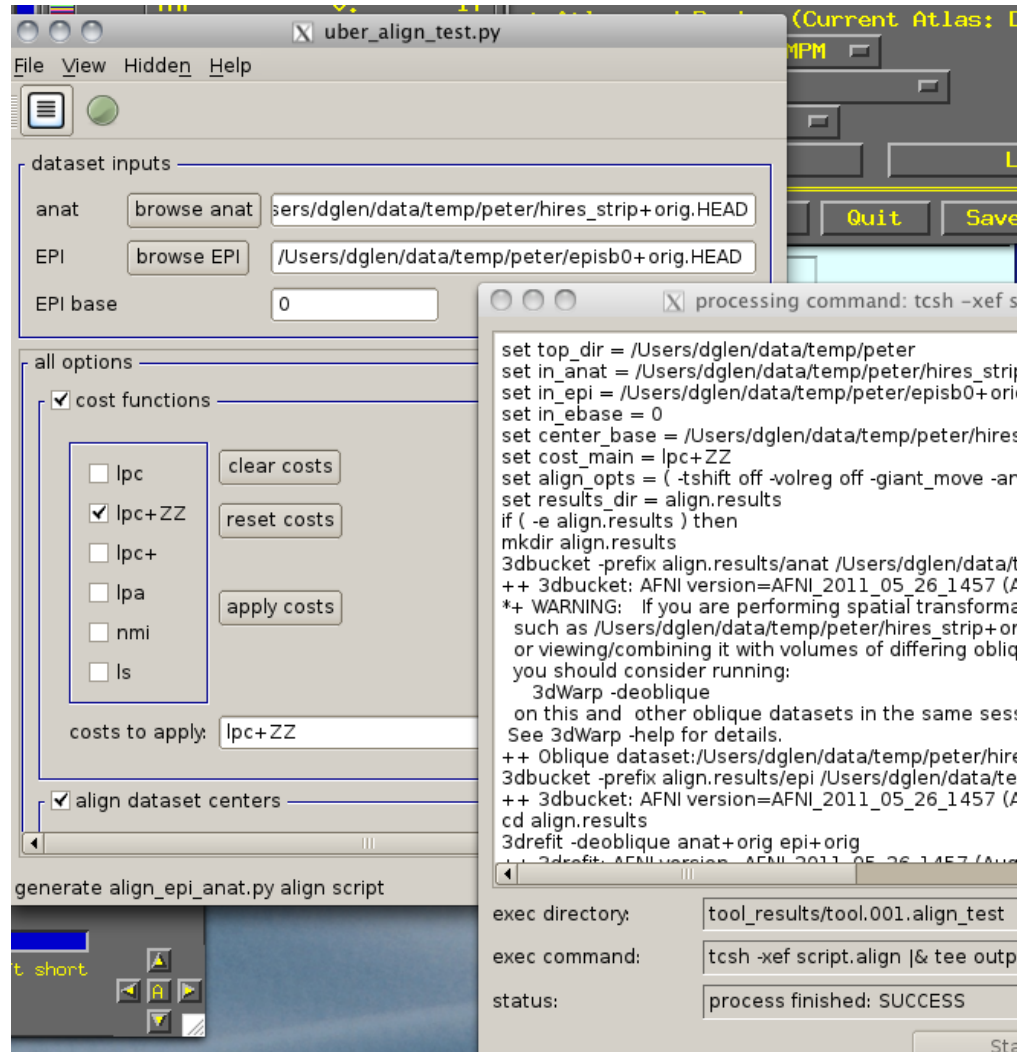 uber_align_test.py
File View Hidden Help
dataset inputs
anat browse anat sers/dglen/data/temp/peter/hires_strip+orig.HEAD
EPI browse EPI /Users/dglen/data/temp/peter/episb0+orig.HEAD
EPI base 0
all options
cost functions
lpc
clear costs
lpc+ZZ
reset costs
lpc+
lpa
apply costs
nmi
ls
costs to apply: lpc+ZZ
align dataset centers
generate align_epi_anat.py align script
(Current Atlas: D
MPM
L
Quit Save
processing command: tcsh -xef s
set top_dir = /Users/dglen/data/temp/peter
set in_anat = /Users/dglen/data/temp/peter/hires_strip
set in_epi = /Users/dglen/data/temp/peter/episb0+ori
set in_ebase = 0
set center_base = /Users/dglen/data/temp/peter/hires
set cost_main = lpc+ZZ
set align_opts = ( -tshift off -volreg off -giant_move -an
set results_dir = align.results
if ( -e align.results ) then
mkdir align.results
3dbucket -prefix align.results/anat /Users/dglen/data/t
++ 3dbucket: AFNI version=AFNI_2011_05_26_1457 (A
*+ WARNING: If you are performing spatial transforma
such as /Users/dglen/data/temp/peter/hires_strip+or
or viewing/combining it with volumes of differing obliq
you should consider running:
3dWarp -deoblique
on this and other oblique datasets in the same sess
See 3dWarp -help for details.
++ Oblique dataset:/Users/dglen/data/temp/peter/hire
3dbucket -prefix align.results/epi /Users/dglen/data/te
++ 3dbucket: AFNI version=AFNI_2011_05_26_1457 (A
cd align.results
3drefit -deoblique anat+orig epi+orig
++ 3drefit: AFNI version=AFNI_2011_05_26_1457 (Aug
exec directory: tool_results/tool.001.align_test
exec command: tcsh -xef script.align |& tee outp
status: process finished: SUCCESS
Sta
't short
A